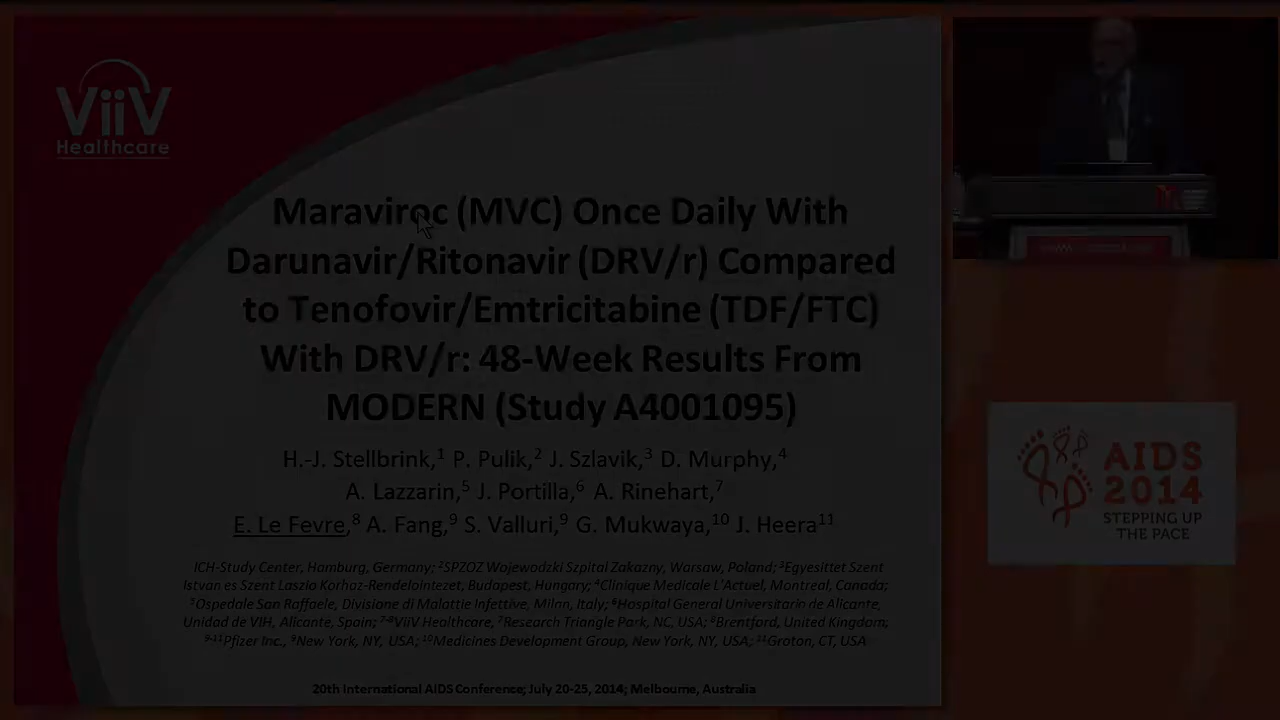 ViiV
Healthcare
Maraviroc (MVC) Once Daily With
Darunavir/Ritonavir (DRV/r) Compared
to Tenofovir/Emtricitabine (TDF/FTC)
With DRV/r: 48-Week Results From
MODERN (Study A4001095)
H.-J. Stellbrink,¹ P. Pulik,² J. Szlavik,³ D. Murphy,⁴
A. Lazzarin,⁵ J. Portilla,⁶ A. Rinehart,⁷
E. Le Fevre,⁸ A. Fang,⁹ S. Valluri,⁹ G. Mukwaya,¹⁰ J. Heera¹¹
ICH-Study Center, Hamburg, Germany; ²SPZOZ Wojewodzki Szpital Zakazny, Warsaw, Poland; ³Egyesittet Szent
Istvan es Szent Laszlo Korhaz-Rendelointezet, Budapest, Hungary; ⁴Clinique Medicale L'Actuel, Montreal, Canada;
⁵Ospedale San Raffaele, Divisione di Malattie Infettive, Milan, Italy; ⁶Hospital General Universitario de Alicante,
Unidad de VIH, Alicante, Spain; ⁷⁻⁸ViiV Healthcare, ⁷Research Triangle Park, NC, USA; ⁸Brentford, United Kingdom;
⁹⁻¹¹Pfizer Inc., ⁹New York, NY, USA; ¹⁰Medicines Development Group, New York, NY, USA; ¹¹Groton, CT, USA
20th International AIDS Conference; July 20-25, 2014; Melbourne, Australia
AIDS
2014
STEPPING UP
THE PACE